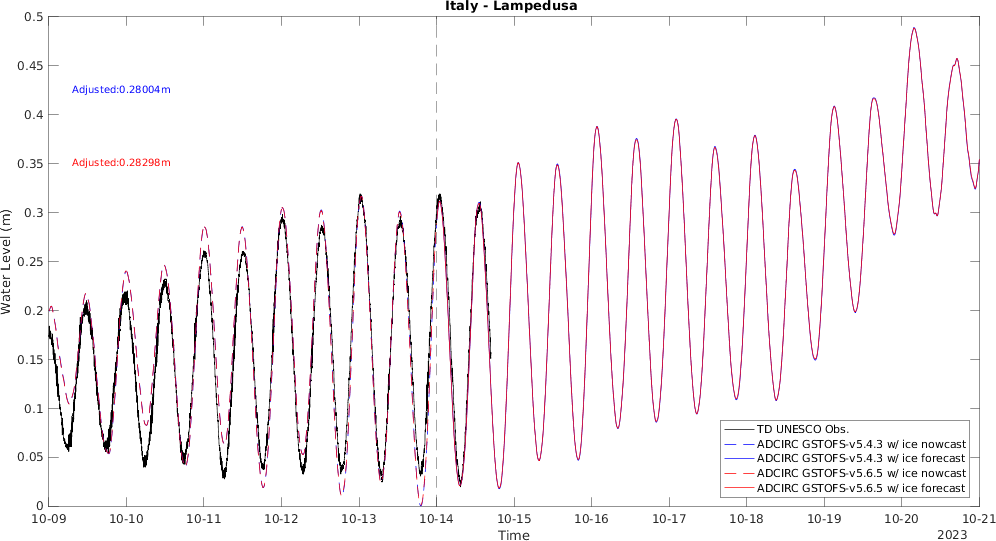 Italy - Lampedusa
0.5
0.45
0.4
0.35
0.3
0.25
0.2
0.15
0.1
0.05
0
Water Level (m)
Adjusted:0.28004m
Adjusted:0.28298m
TD UNESCO Obs.
ADCIRC GSTOFS-v5.4.3 w/ ice nowcast
ADCIRC GSTOFS-v5.4.3 w/ ice forecast
ADCIRC GSTOFS-v5.6.5 w/ ice nowcast
ADCIRC GSTOFS-v5.6.5 w/ ice forecast
10-09 10-10 10-11 10-12 10-13 10-14 10-15 10-16 10-17 10-18 10-19 10-20 10-21
Time
2023